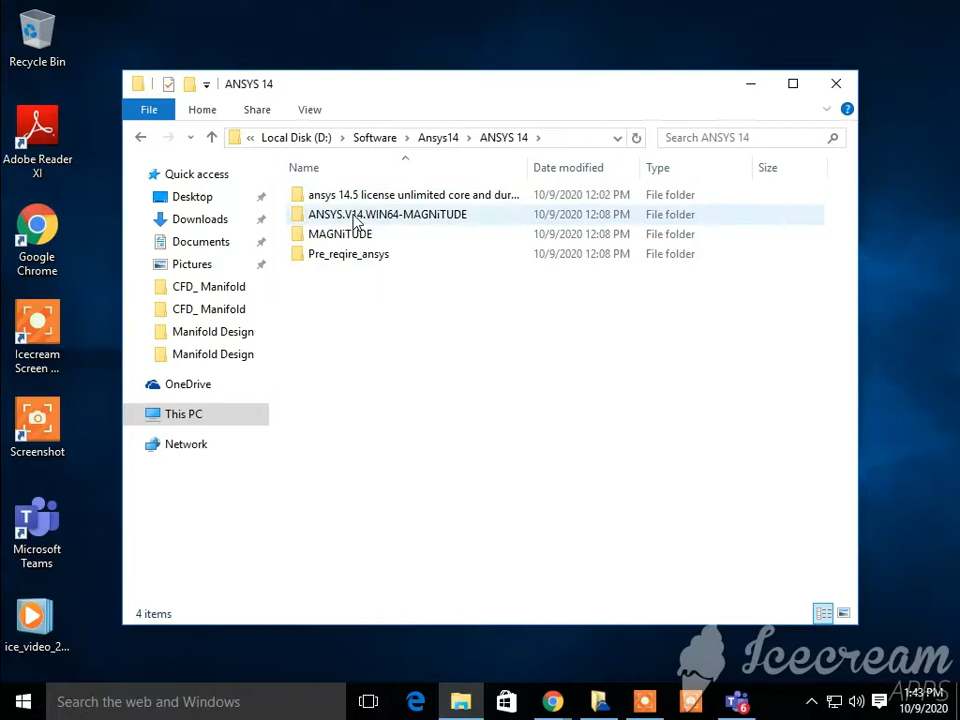 Recycle Bin
Adobe Reader
XI
Google
Chrome
Icecream
Screen ...
Screenshot
Microsoft
Teams
ice_video_2...
ANSYS 14
File
Home
Share
View
« Local Disk (D:) > Software > Ansys14 > ANSYS 14 >
Search ANSYS 14
Quick access
Desktop
Downloads
Documents
Pictures
CFD_ Manifold
CFD_ Manifold
Manifold Design
Manifold Design
OneDrive
This PC
Network
Name Date modified Type Size
ansys 14.5 license unlimited core and dur... 10/9/2020 12:02 PM File folder
ANSYS.V14.WIN64-MAGNiTUDE 10/9/2020 12:08 PM File folder
MAGNiTUDE 10/9/2020 12:08 PM File folder
Pre_reqire_ansys 10/9/2020 12:08 PM File folder
4 items
Icecream
APPS
Search the web and Windows
6
1:43 PM
10/9/2020